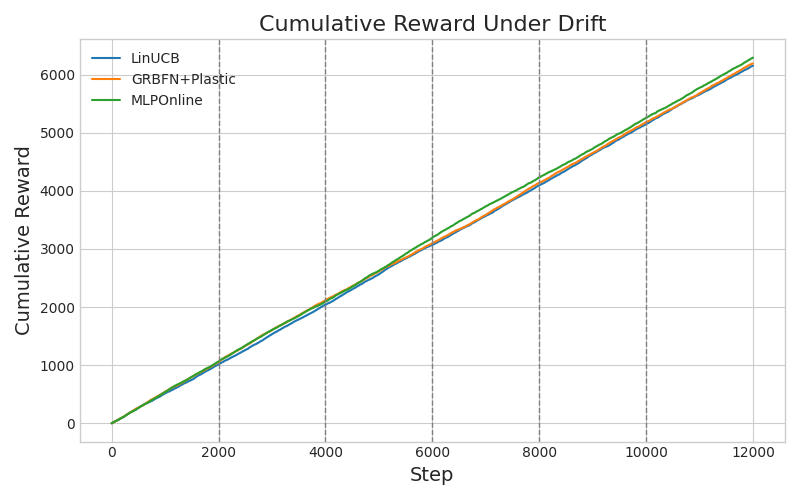 Cumulative Reward Under Drift
LinUCB
GRBFN+Plastic
MLPOnline
6000
5000
4000
3000
2000
1000
0
Cumulative Reward
0 2000 4000 6000 8000 10000 12000
Step